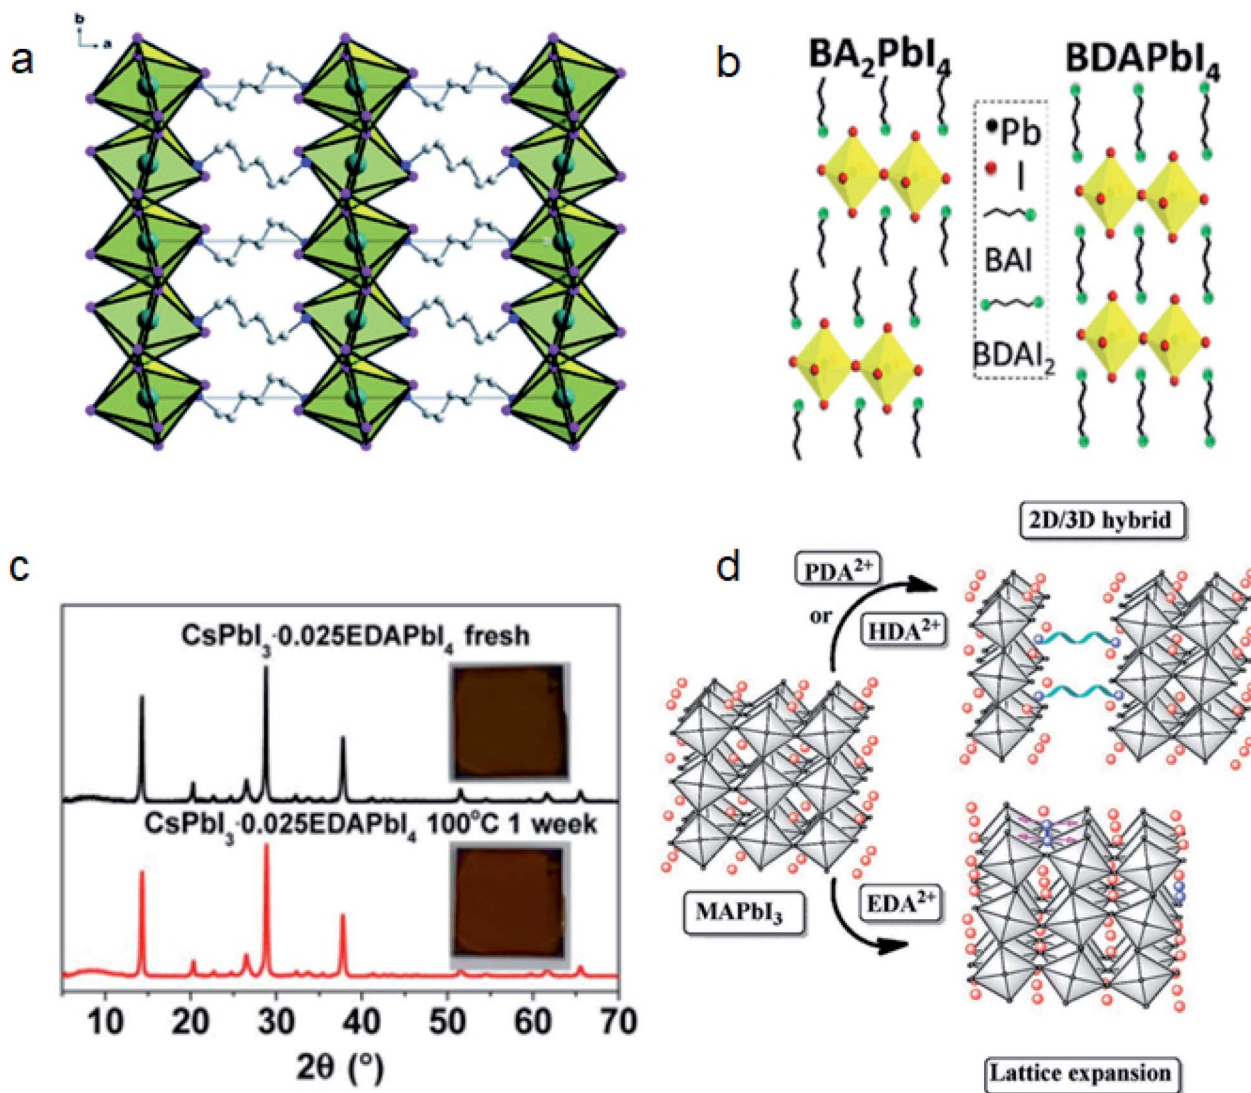 a
b
a
b
BA₂PbI₄
BDAPbI₄
Pb
I
BAI
BDAI₂
c
CsPbI₃·0.025EDAPbI₄ fresh
CsPbI₃·0.025EDAPbI₄ 100°C 1 week
10 20 30 40 50 60 70
2θ (°)
d
2D/3D hybrid
PDA²⁺
or
HDA²⁺
MAPbI₃
EDA²⁺
Lattice expansion